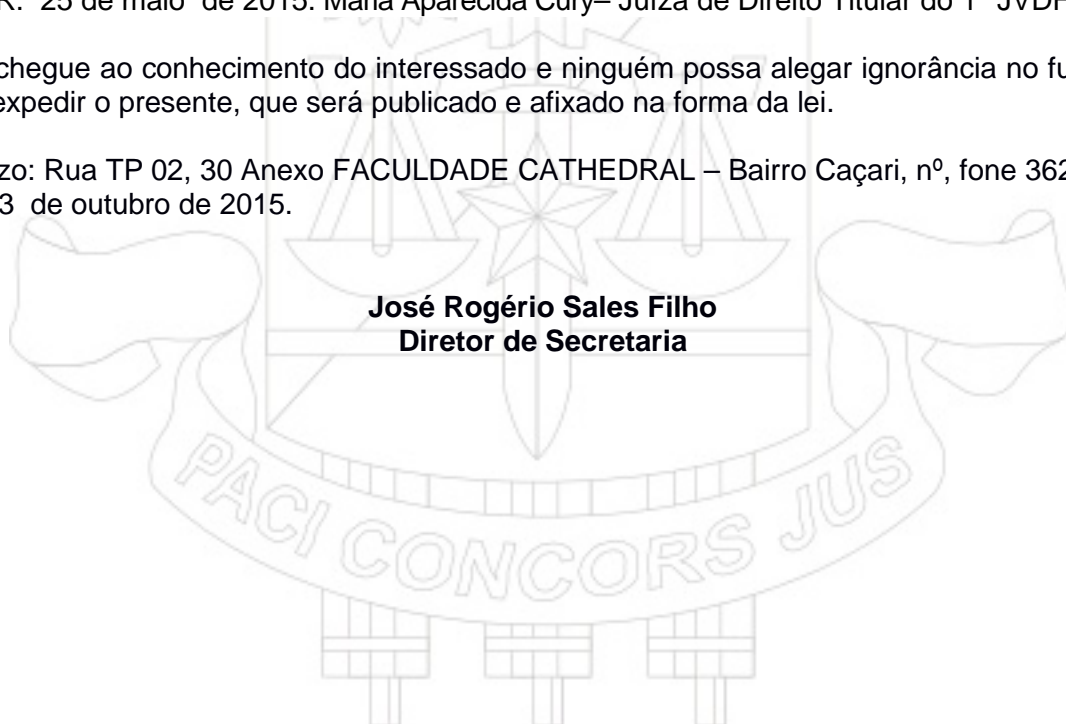 25 de maio de 2015. Maria Aparecida Cury– Juíza de Direito Titular do 1º
chegue ao conhecimento do interessado e ninguém possa alegar ignorância no fu
expedir o presente, que será publicado e afixado na forma da lei.
zo: Rua TP 02, 30 Anexo FACULDADE CATHEDRAL – Bairro Caçari, nº, fone 362
3 de outubro de 2015.
José Rogério Sales Filho
Diretor de Secretaria
PACI CONCORS JUS